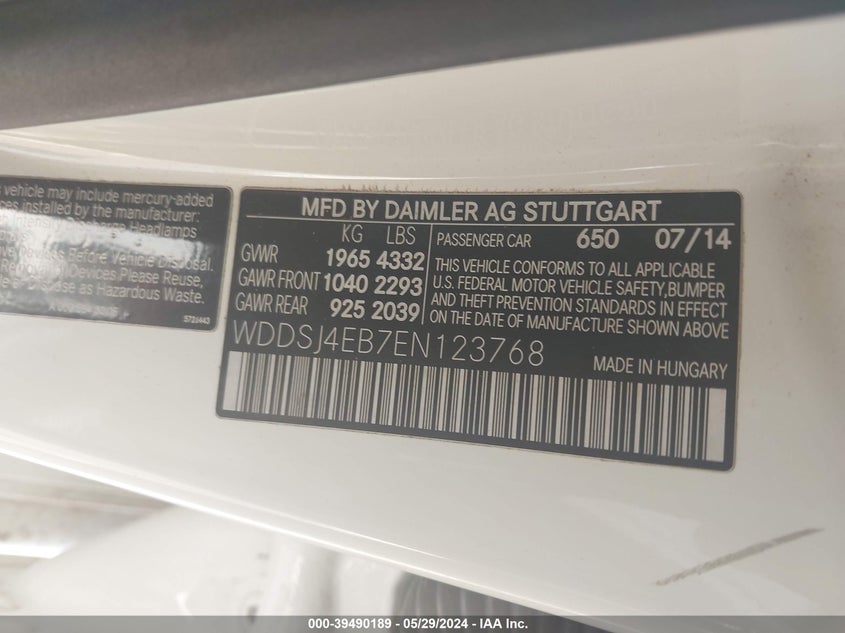 vehicle may include mercury-added
installed by the manufacturer:
Headlamps
Before Vehicle Disposal.
Devices Please Reuse,
Disease as Hazardous Waste.
MFD BY DAIMLER AG STUTTGART
KG LBS
GVWR 1965 4332
GAWR FRONT 1040 2293
GAWR REAR 925 2039
PASSENGER CAR 650 07/14
THIS VEHICLE CONFORMS TO ALL APPLICABLE
U.S. FEDERAL MOTOR VEHICLE SAFETY,BUMPER
AND THEFT PREVENTION STANDARDS IN EFFECT
ON THE DATE OF MANUFACTURE SHOWN ABOVE
WDDSJ4EB7EN123768
MADE IN HUNGARY
000-39490189 - 05/29/2024 - IAA Inc.